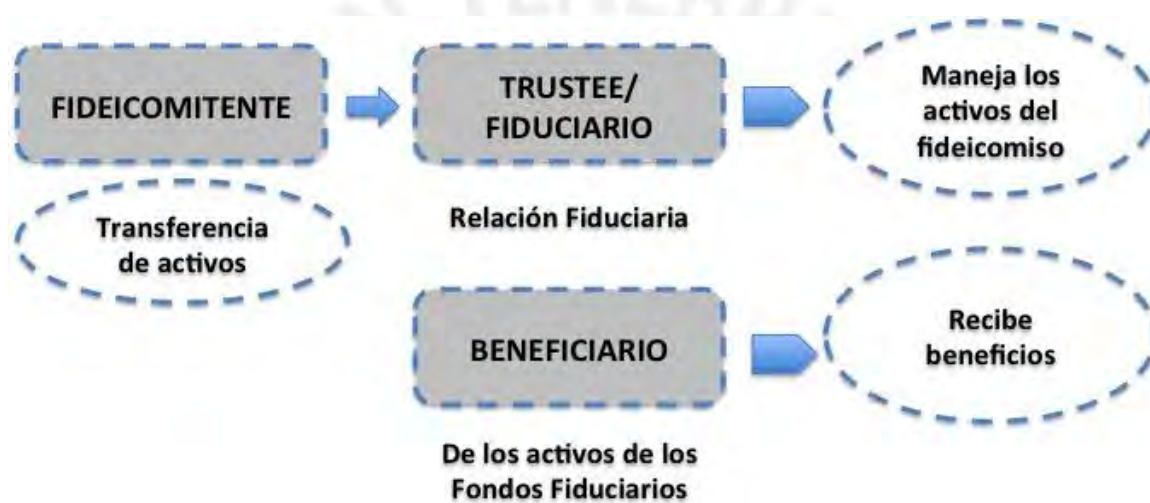 FIDEICOMITENTE
TRUSTEE/
FIDUCIARIO
Maneja los
activos del
fideicomiso
Transferencia
de activos
Relación Fiduciaria
BENEFICIARIO
Recibe
beneficios
De los activos de los
Fondos Fiduciarios